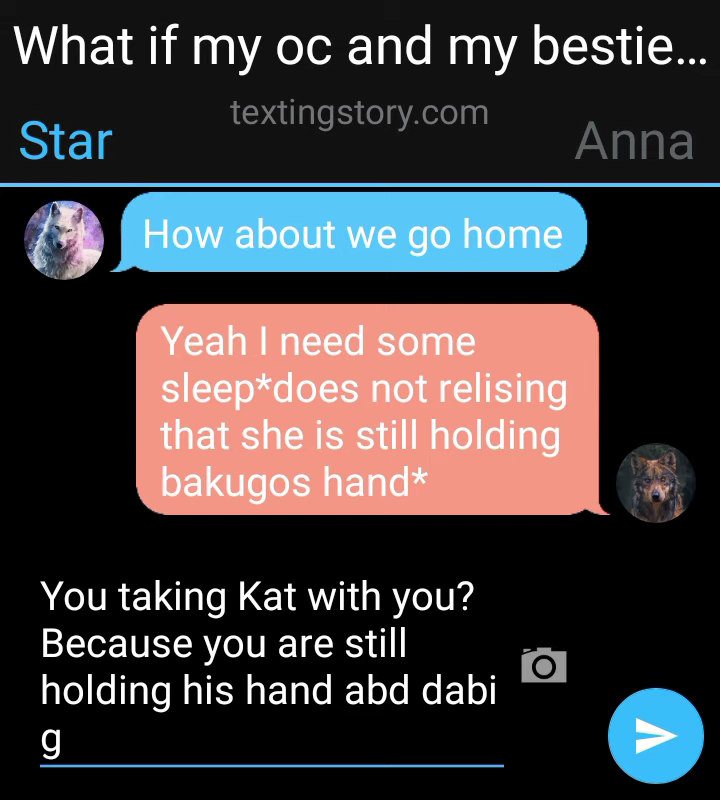 What if my oc and my bestie...
textingstory.com
Star
Anna
How about we go home
Yeah I need some
sleep*does not relising
that she is still holding
bakugos hand*
You taking Kat with you?
Because you are still
holding his hand abd dabi
g